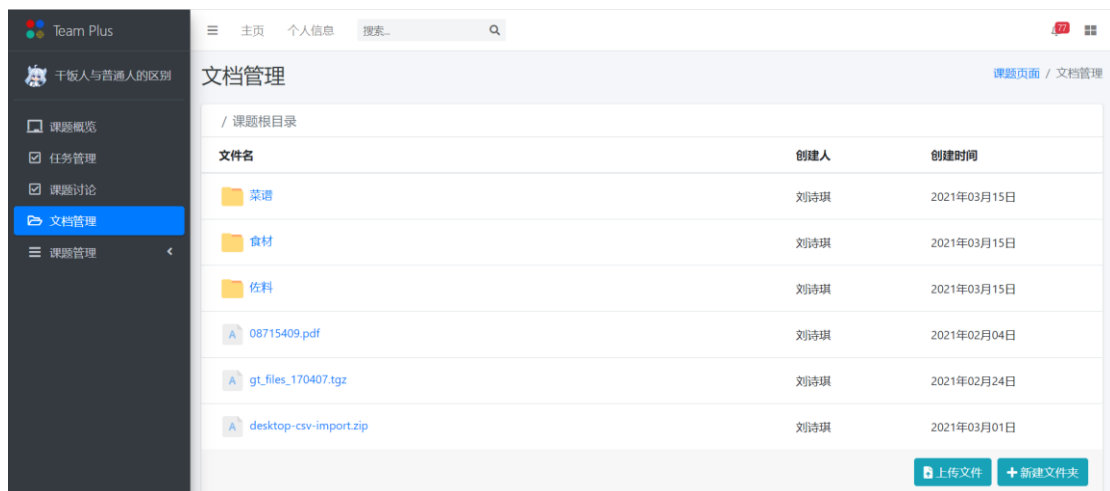 Team Plus
主页 个人信息 搜索... 77
干饭人与普通人的区别
文档管理
课题页面 / 文档管理
课题概览
任务管理
课题讨论
文档管理
课题管理
/ 课题根目录
文件名 创建人 创建时间
菜谱 刘诗琪 2021年03月15日
食材 刘诗琪 2021年03月15日
佐料 刘诗琪 2021年03月15日
A 08715409.pdf 刘诗琪 2021年02月04日
A gt_files_170407.tgz 刘诗琪 2021年02月24日
A desktop-csv-import.zip 刘诗琪 2021年03月01日
上传文件 新建文件夹